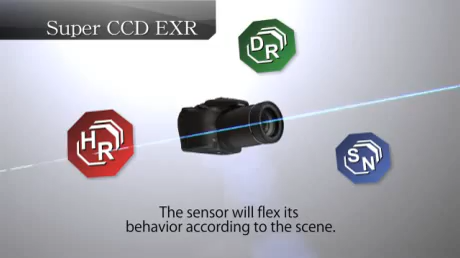 Super CCD EXR
DR
HR
SN
The sensor will flex its
behavior according to the scene.